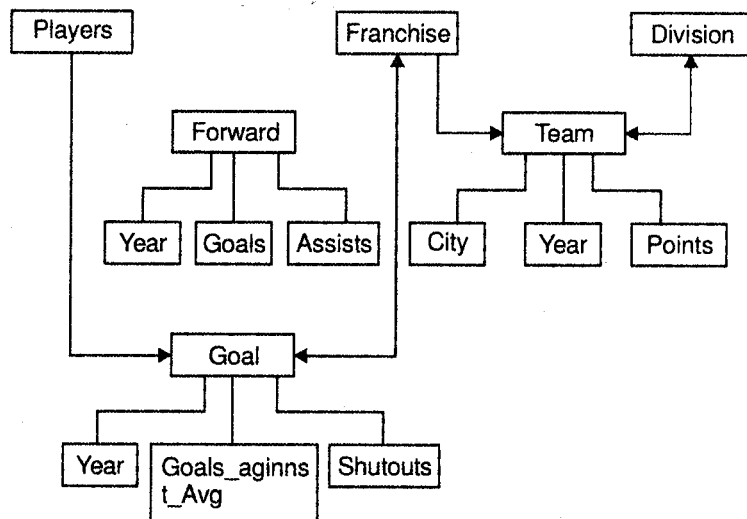 Players
Franchise
Division
Forward
Team
Year
Goals
Assists
City
Year
Points
Goal
Year
Goals_aginns
t_Avg
Shutouts